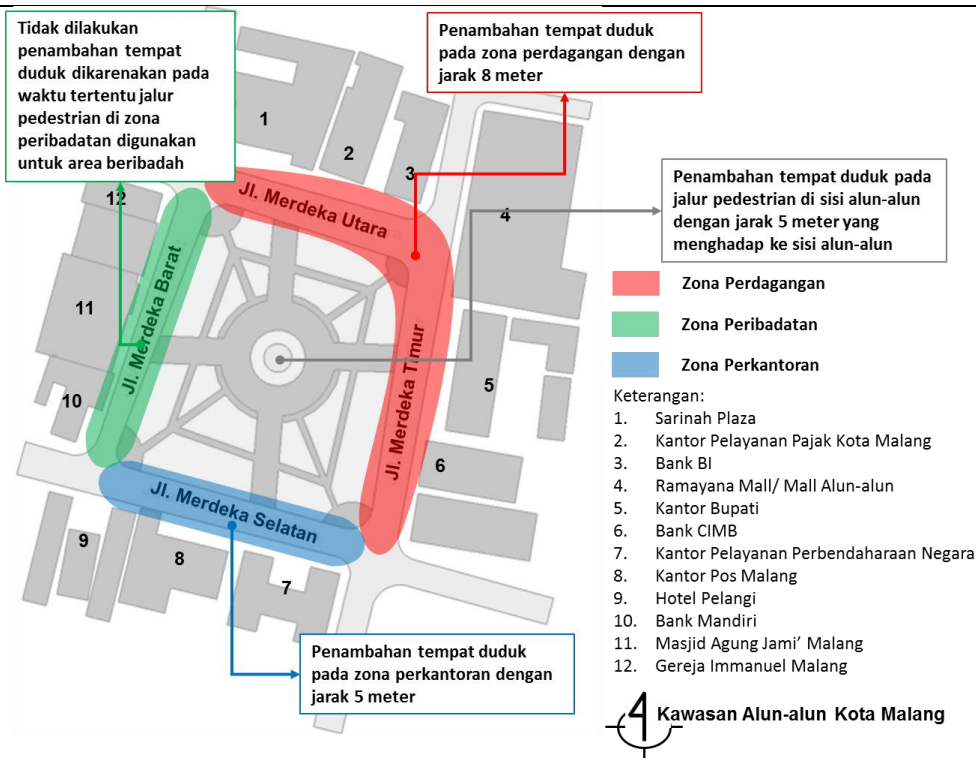 Tidak dilakukan
penambahan tempat
duduk dikarenakan pada
waktu tertentu jalur
pedestrian di zona
peribadatan digunakan
untuk area beribadah
Penambahan tempat duduk
pada zona perdagangan dengan
jarak 8 meter
Penambahan tempat duduk pada
jalur pedestrian di sisi alun-alun
dengan jarak 5 meter yang
menghadap ke sisi alun-alun
1
2
3
4
12
11
10
5
6
9
8
7
Jl. Merdeka Utara
Jl. Merdeka Barat
Jl. Merdeka Timur
Jl. Merdeka Selatan
Penambahan tempat duduk
pada zona perkantoran dengan
jarak 5 meter
Zona Perdagangan
Zona Peribadatan
Zona Perkantoran
Keterangan:
1. Sarinah Plaza
2. Kantor Pelayanan Pajak Kota Malang
3. Bank BI
4. Ramayana Mall/ Mall Alun-alun
5. Kantor Bupati
6. Bank CIMB
7. Kantor Pelayanan Perbendaharaan Negara
8. Kantor Pos Malang
9. Hotel Pelangi
10. Bank Mandiri
11. Masjid Agung Jami’ Malang
12. Gereja Immanuel Malang
Kawasan Alun-alun Kota Malang